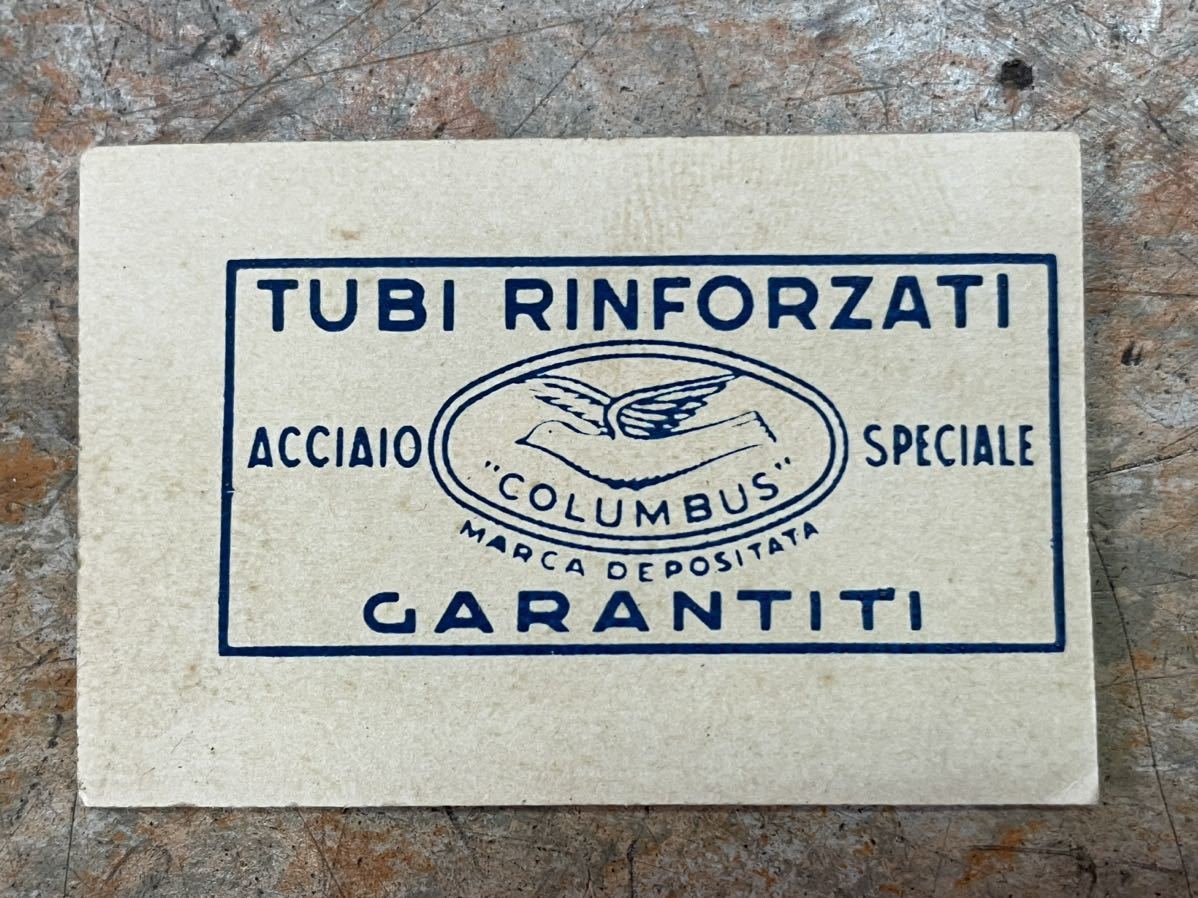 TUBI RINFORZATI
ACCIAIO "COLUMBUS" SPECIALE
MARCA DEPOSITATA
GARANTITI